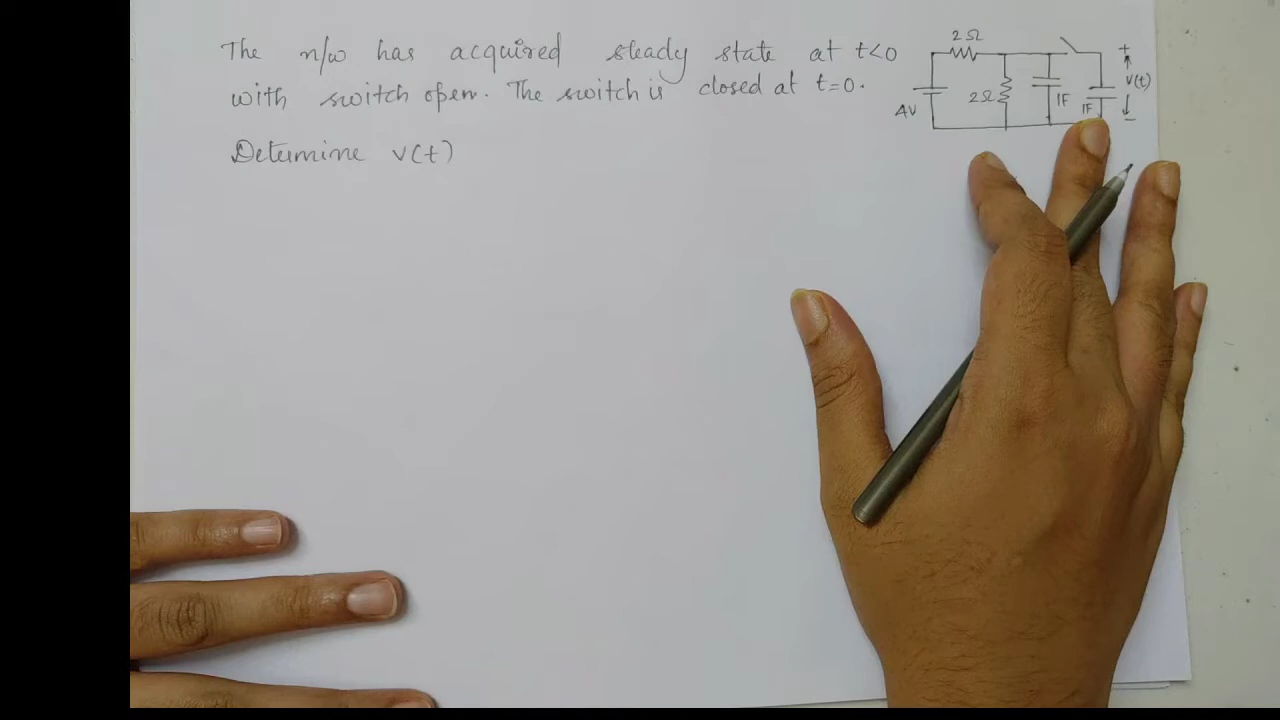 The n/w has acquired steady state at t<0
with switch open. The switch is closed at t=0.
Determine v(t)
2Ω
4V
2Ω
1F
1F
+
v(t)
-